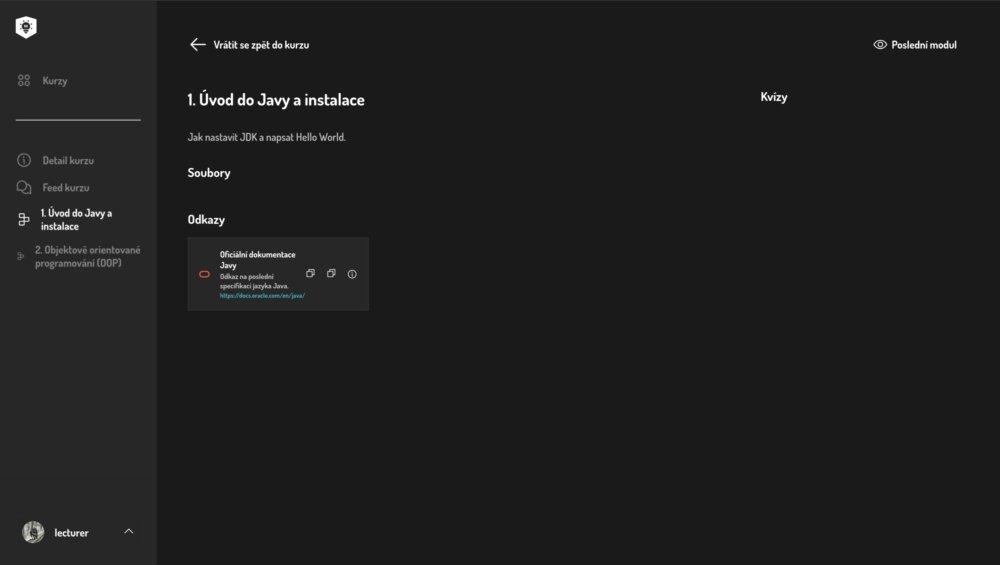 Kurzy
Detail kurzu
Feed kurzu
1. Úvod do Javy a
instalace
2. Objektově orientované
programování (OOP)
lecturer
Vrátit se zpět do kurzu
Poslední modul
1. Úvod do Javy a instalace
Jak nastavit JDK a napsat Hello World.
Soubory
Odkazy
Oficiální dokumentace
Javy
Odkaz na poslední
specifikaci jazyka Java.
https://docs.oracle.com/en/java/
Kvízy